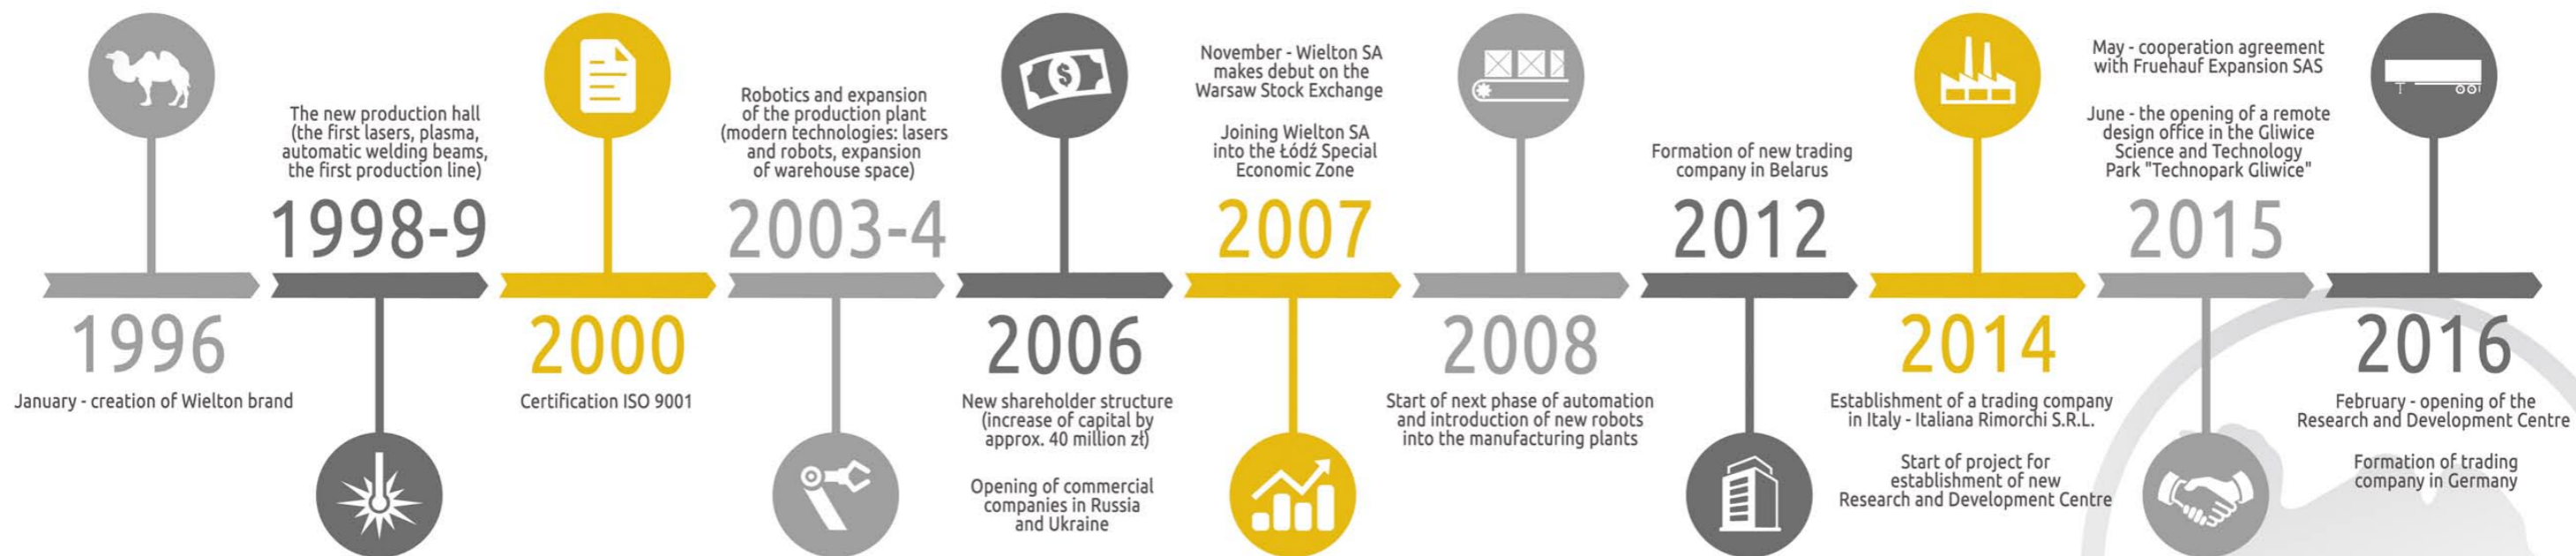 1996
January - creation of Wielton brand
The new production hall
(the first lasers, plasma,
automatic welding beams,
the first production line)
1998-9
2000
Certification ISO 9001
Robotics and expansion
of the production plant
(modern technologies: lasers
and robots, expansion
of warehouse space)
2003-4
$
2006
New shareholder structure
(increase of capital by
approx. 40 million zł)
Opening of commercial
companies in Russia
and Ukraine
November - Wielton SA
makes debut on the
Warsaw Stock Exchange
Joining Wielton SA
into the Łódź Special
Economic Zone
2007
2008
Start of next phase of automation
and introduction of new robots
into the manufacturing plants
Formation of new trading
company in Belarus
2012
2014
Establishment of a trading company
in Italy - Italiana Rimorchi S.R.L.
Start of project for
establishment of new
Research and Development Centre
May - cooperation agreement
with Fruehauf Expansion SAS
June - the opening of a remote
design office in the Gliwice
Science and Technology
Park "Technopark Gliwice"
2015
2016
February - opening of the
Research and Development Centre
Formation of trading
company in Germany